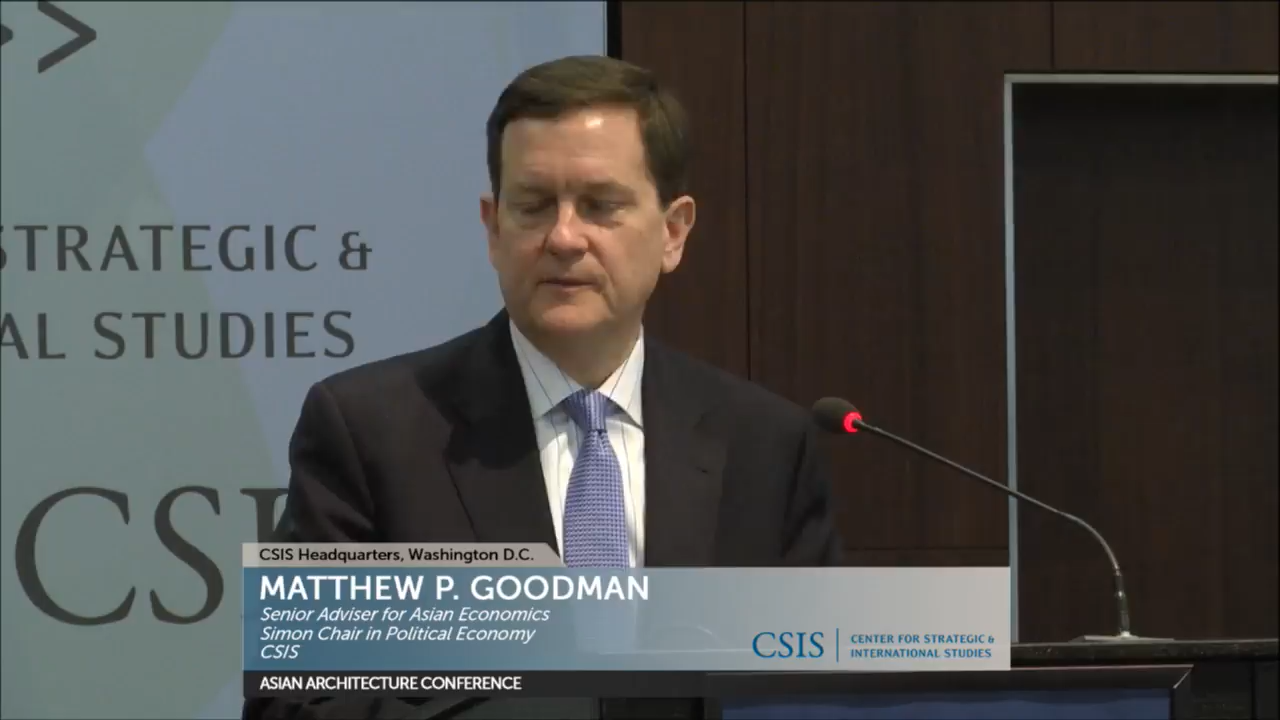 STRATEGIC &
AL STUDIES
CSI
CSIS Headquarters, Washington D.C.
MATTHEW P. GOODMAN
Senior Adviser for Asian Economics
Simon Chair in Political Economy
CSIS
CSIS | CENTER FOR STRATEGIC &
INTERNATIONAL STUDIES
ASIAN ARCHITECTURE CONFERENCE